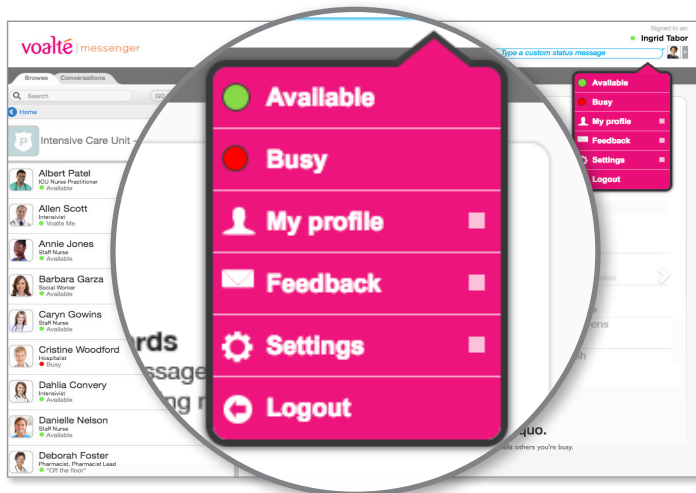 voalté | messenger
Signed in as:
Ingrid Tabor
Type a custom status message
Browse Conversations
Search GO
Home
P Intensive Care Unit -
Albert Patel
ICU Nurse Practitioner
Available
Allen Scott
Intensivist
Voalte Me
Annie Jones
Staff Nurse
Available
Barbara Garza
Social Worker
Available
Caryn Gowins
Staff Nurse
Available
Cristine Woodford
Hospitalist
Busy
Dahlia Convery
Intensivist
Available
Danielle Nelson
Staff Nurse
Available
Deborah Foster
Pharmacist, Pharmacist Lead
"Off the floor"
Available
Busy
My profile
Feedback
Settings
Logout
Available
Busy
My profile
Feedback
Settings
Logout
quo.
others you're busy.